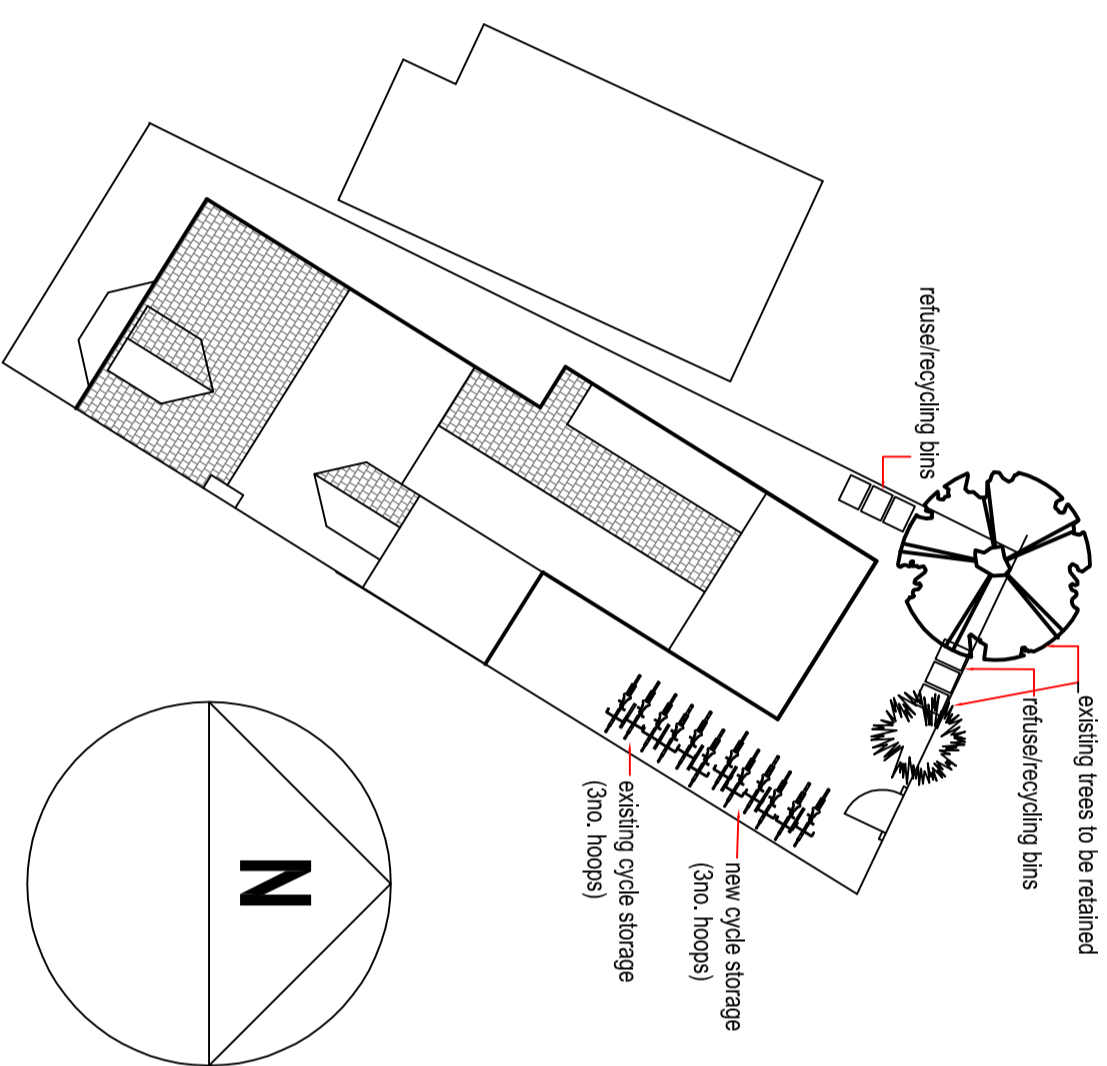 refuse/recycling bins
existing trees to be retained
refuse/recycling bins
new cycle storage
(3no. hoops)
existing cycle storage
(3no. hoops)
N